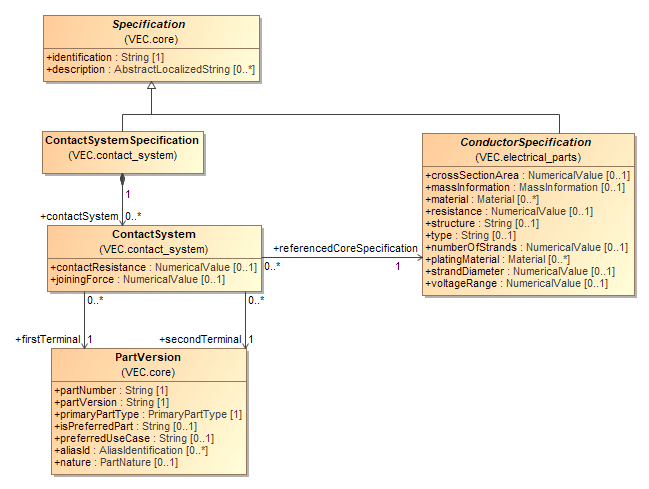 Specification
(VEC.core)
+identification : String [1]
+description : AbstractLocalizedString [0..*]
ContactSystemSpecification
(VEC.contact_system)
ConductorSpecification
(VEC.electrical_parts)
+crossSectionArea : NumericalValue [0..1]
+massInformation : MassInformation [0..1]
+material : Material [0..*]
+resistance : NumericalValue [0..1]
+structure : String [0..1]
+type : String [0..1]
+numberOfStrands : NumericalValue [0..1]
+platingMaterial : Material [0..*]
+strandDiameter : NumericalValue [0..1]
+voltageRange : NumericalValue [0..1]
1
+contactSystem 0..*
ContactSystem
(VEC.contact_system)
+contactResistance : NumericalValue [0..1]
+joiningForce : NumericalValue [0..1]
+referencedCoreSpecification
0..* 1
0..* 0..*
+firstTerminal 1 +secondTerminal 1
PartVersion
(VEC.core)
+partNumber : String [1]
+partVersion : String [1]
+primaryPartType : PrimaryPartType [1]
+isPreferredPart : String [0..1]
+preferredUseCase : String [0..1]
+aliasId : AliasIdentification [0..*]
+nature : PartNature [0..1]